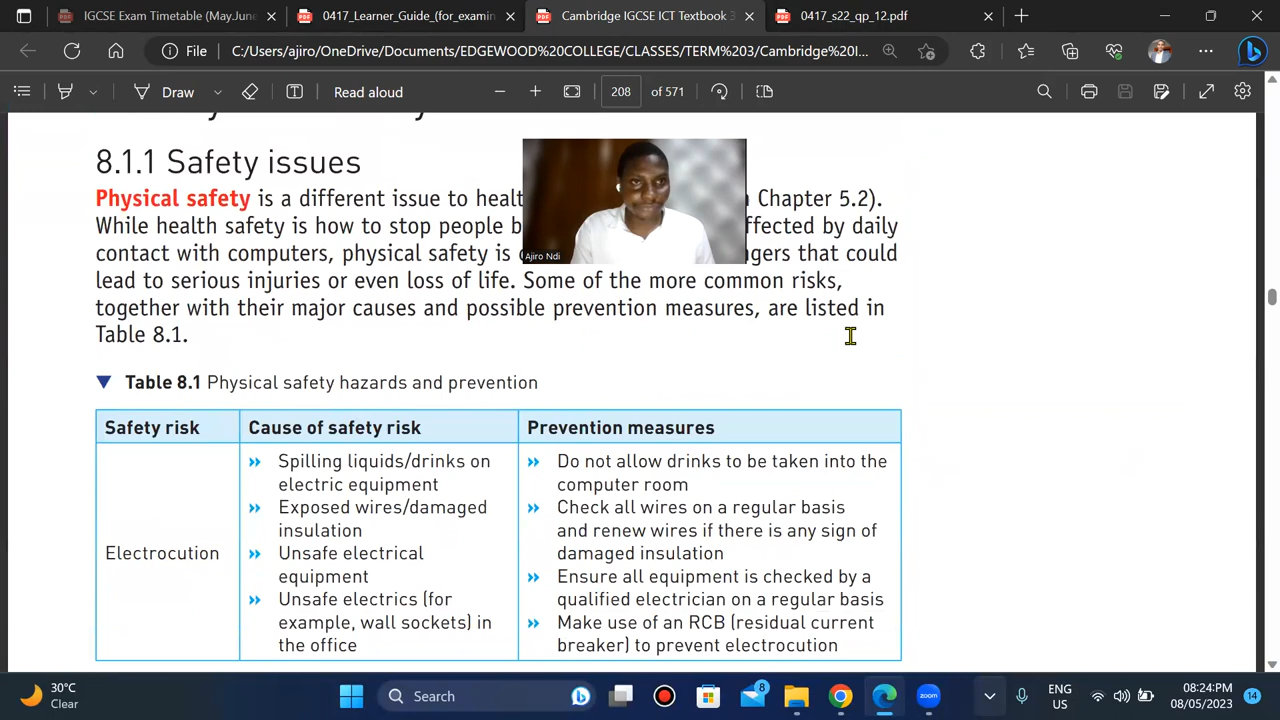 IGCSE Exam Timetable (May/June
0417_Learner_Guide_(for_examin
Cambridge IGCSE ICT Textbook 3
0417_s22_qp_12.pdf
File
C:/Users/ajiro/OneDrive/Documents/EDGEWOOD%20COLLEGE/CLASSES/TERM%203/Cambridge%20I...
Draw
Read aloud
208
of 571
8.1.1 Safety issues
Physical safety is a different issue to healt Chapter 5.2).
While health safety is how to stop people b ffected by daily
contact with computers, physical safety is ngers that could
lead to serious injuries or even loss of life. Some of the more common risks,
together with their major causes and possible prevention measures, are listed in
Table 8.1.
Ajiro Ndi
▼ Table 8.1 Physical safety hazards and prevention
Safety risk
Cause of safety risk
Prevention measures
Electrocution
» Spilling liquids/drinks on
electric equipment
» Exposed wires/damaged
insulation
» Unsafe electrical
equipment
» Unsafe electrics (for
example, wall sockets) in
the office
» Do not allow drinks to be taken into the
computer room
» Check all wires on a regular basis
and renew wires if there is any sign of
damaged insulation
» Ensure all equipment is checked by a
qualified electrician on a regular basis
» Make use of an RCB (residual current
breaker) to prevent electrocution
30°C
Clear
Search
8
zoom
ENG
US
08:24:PM
08/05/2023
14